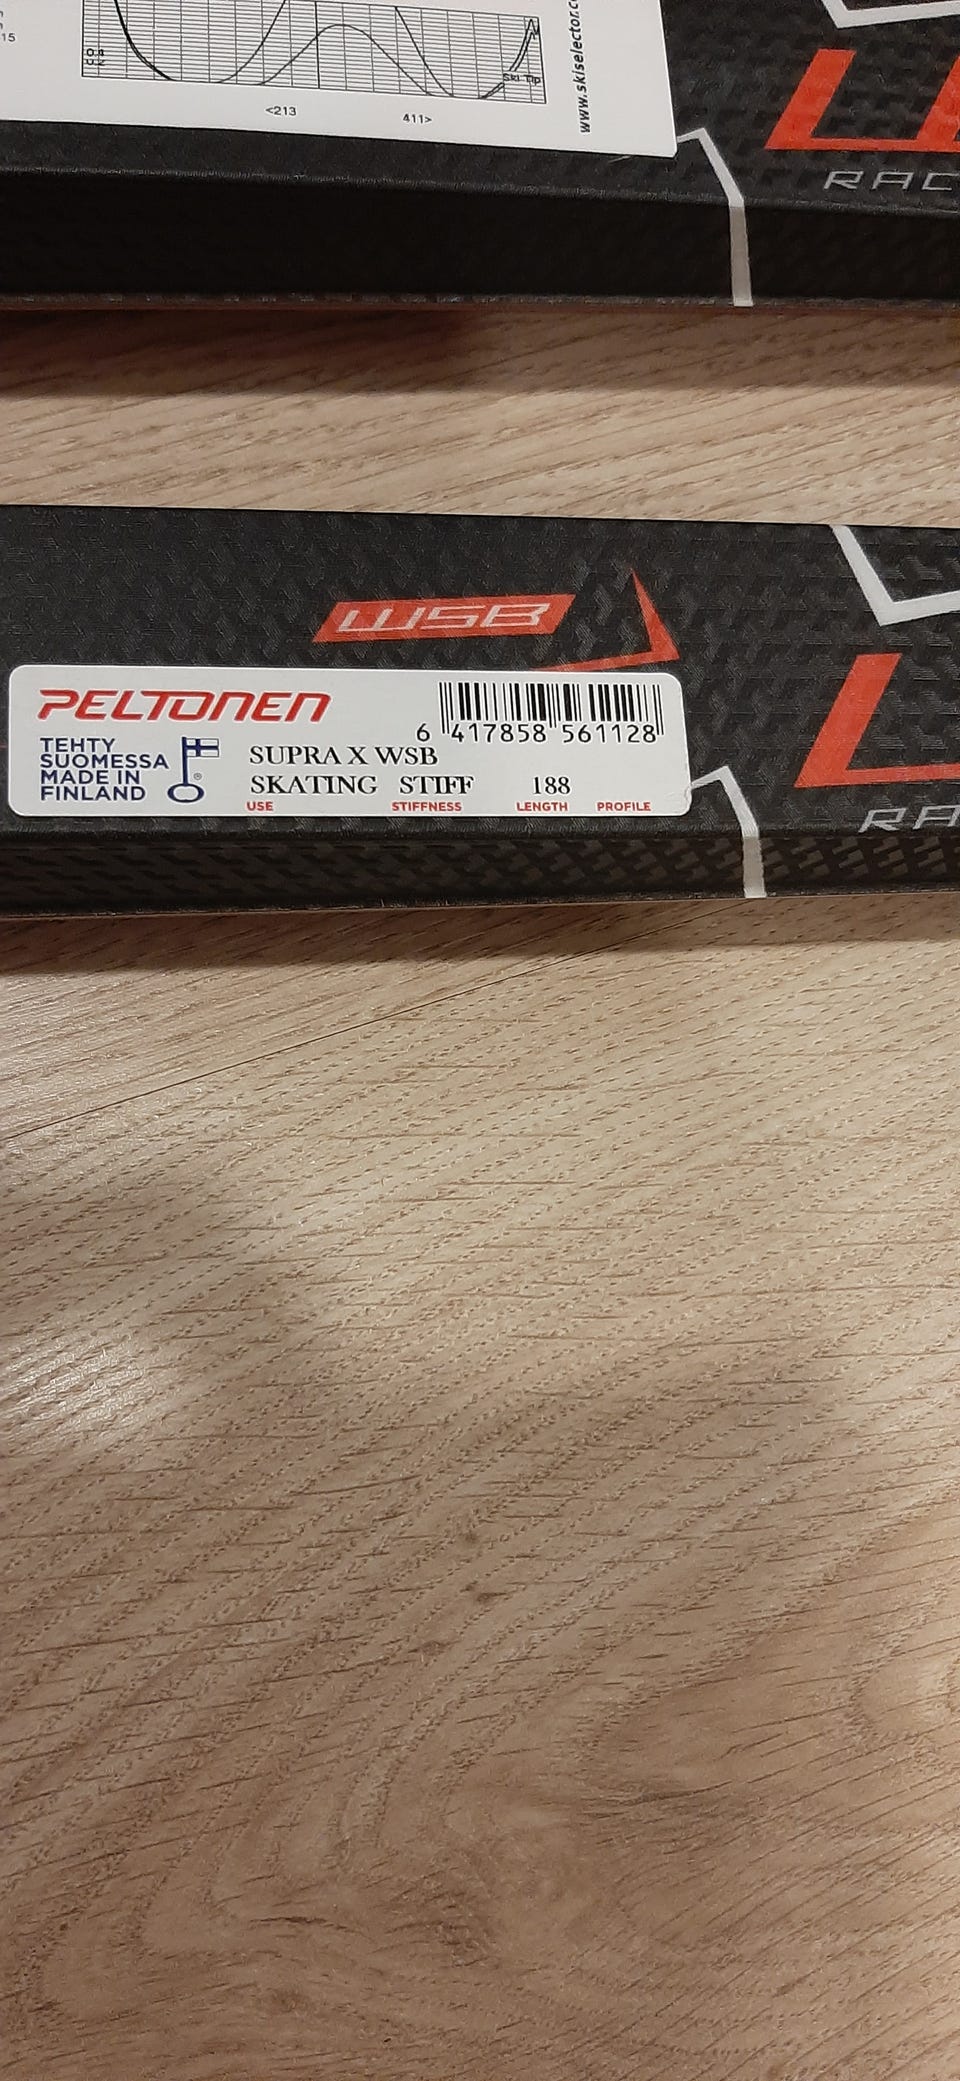 15
0.4
0.2
Ski Tip
<213
411>
www.skiselector.c
RAC
WSB
PELTONEN
6 417858 561128
TEHTY
SUOMESSA
MADE IN
FINLAND
SUPRA X WSB
SKATING STIFF 188
USE STIFFNESS LENGTH PROFILE
RA